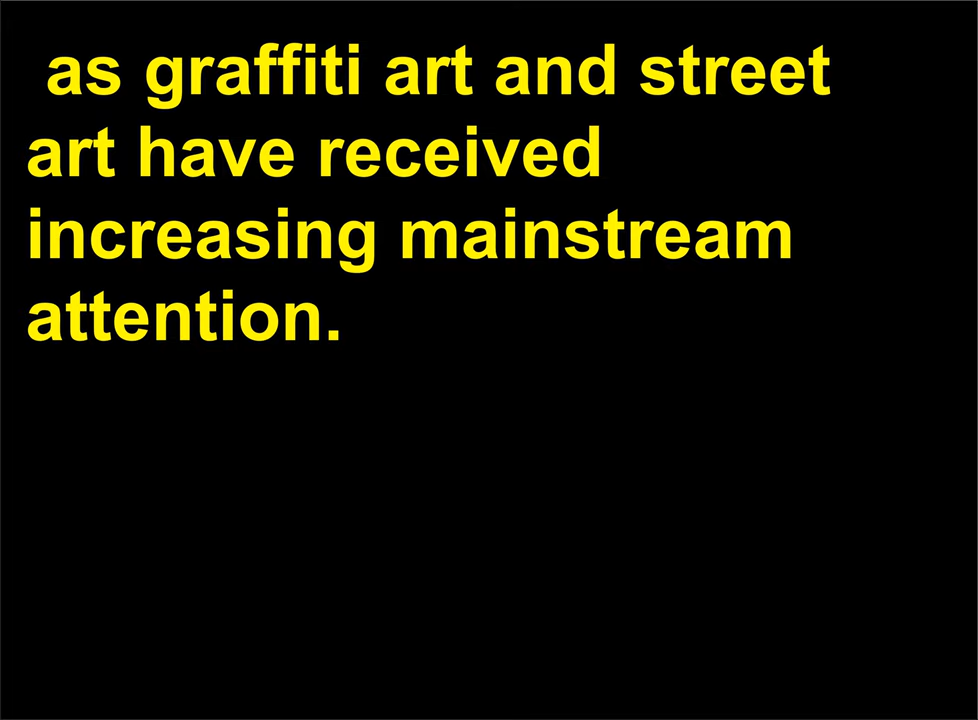 as graffiti art and street
art have received
increasing mainstream
attention.